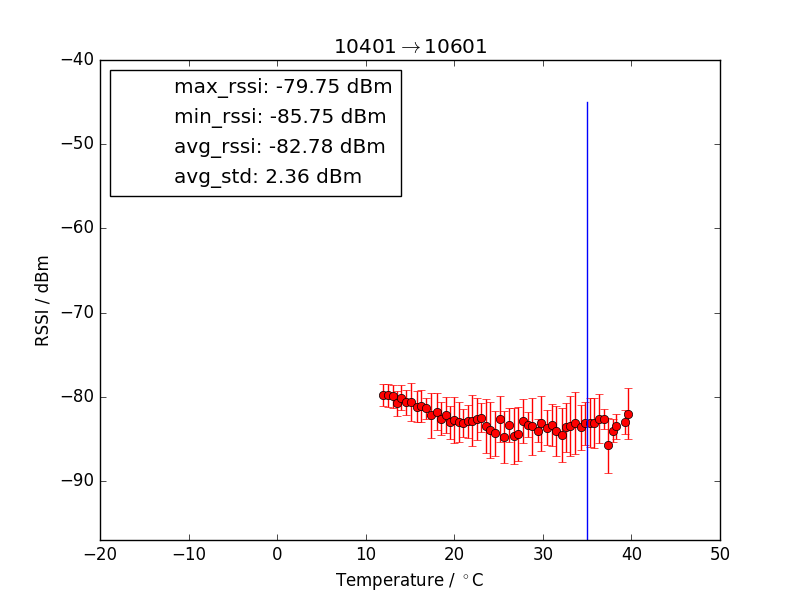 10401→10601
max_rssi: -79.75 dBm
min_rssi: -85.75 dBm
avg_rssi: -82.78 dBm
avg_std: 2.36 dBm
−40
−50
−60
−70
−80
−90
RSSI / dBm
−20 −10 0 10 20 30 40 50
Temperature / °C